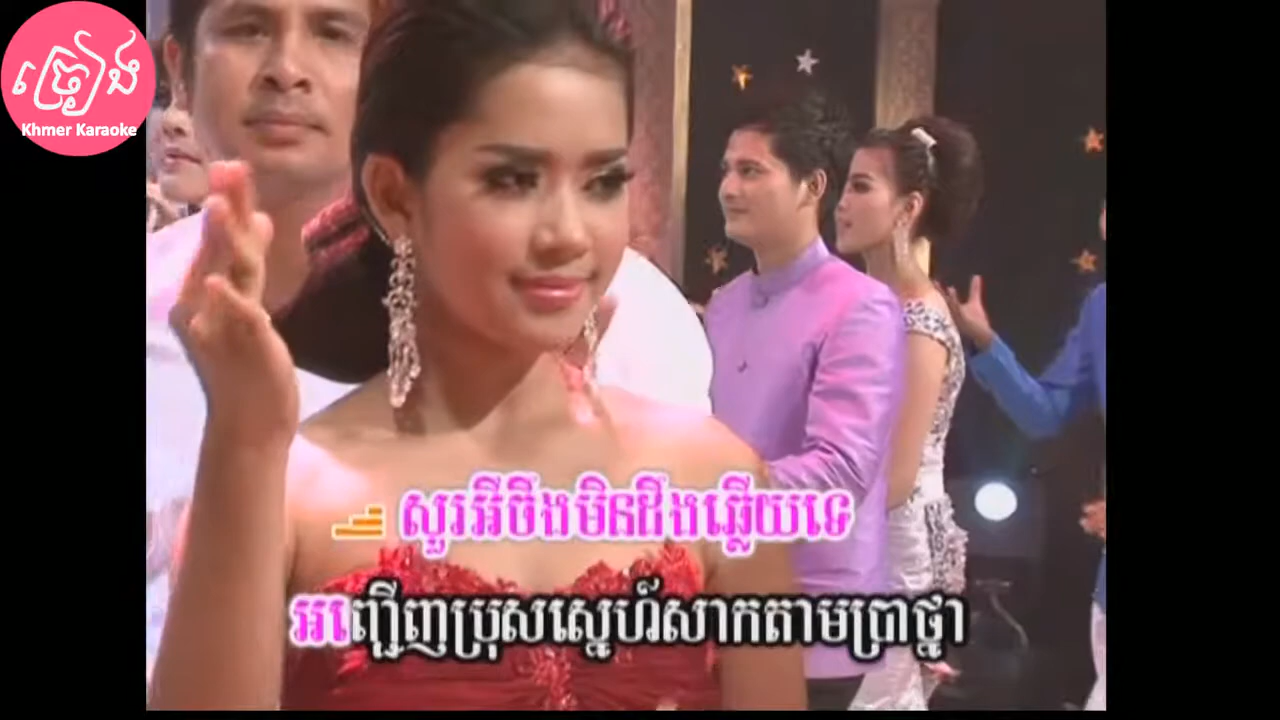 ច្រៀង
Khmer Karaoke
សួរអីចឹងមិនដឹងឆ្លើយទេ
អញ្ជើញប្រុសស្នេហ៍សាកតាមប្រាថ្នា